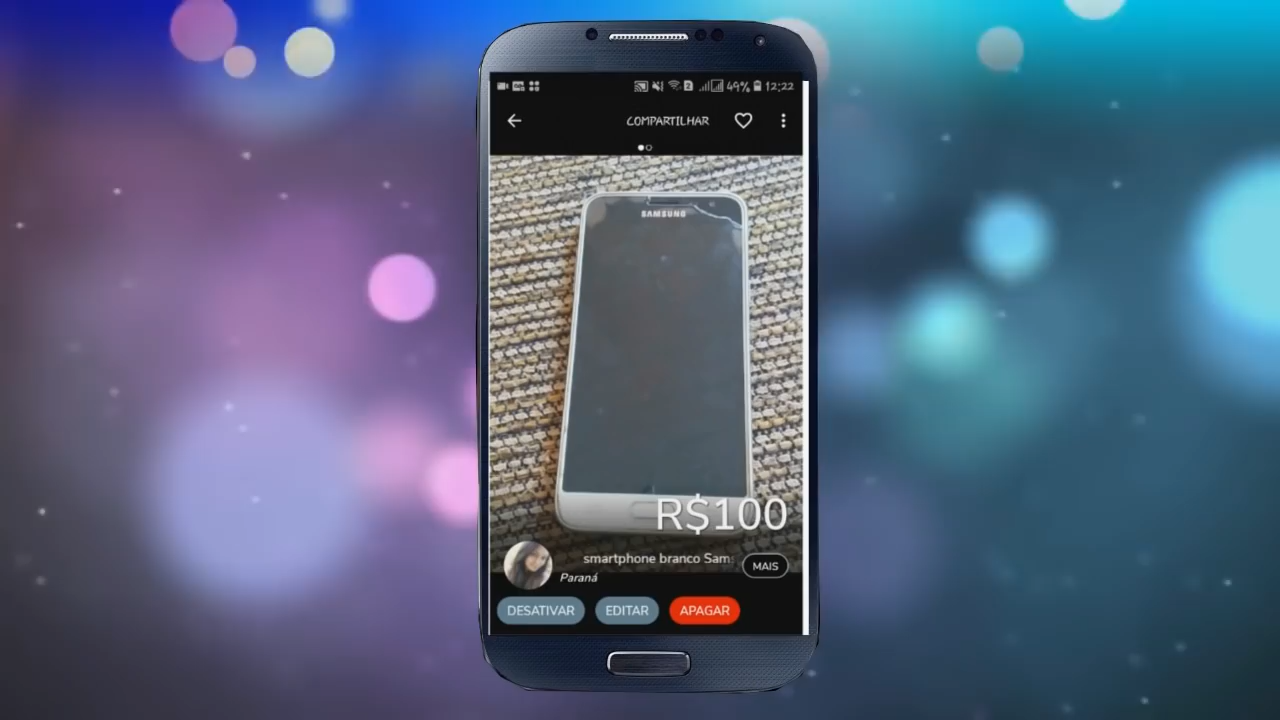 49% 12:22
COMPARTILHAR
SAMSUNG
R$100
smartphone branco Sam
MAIS
Paraná
DESATIVAR EDITAR APAGAR